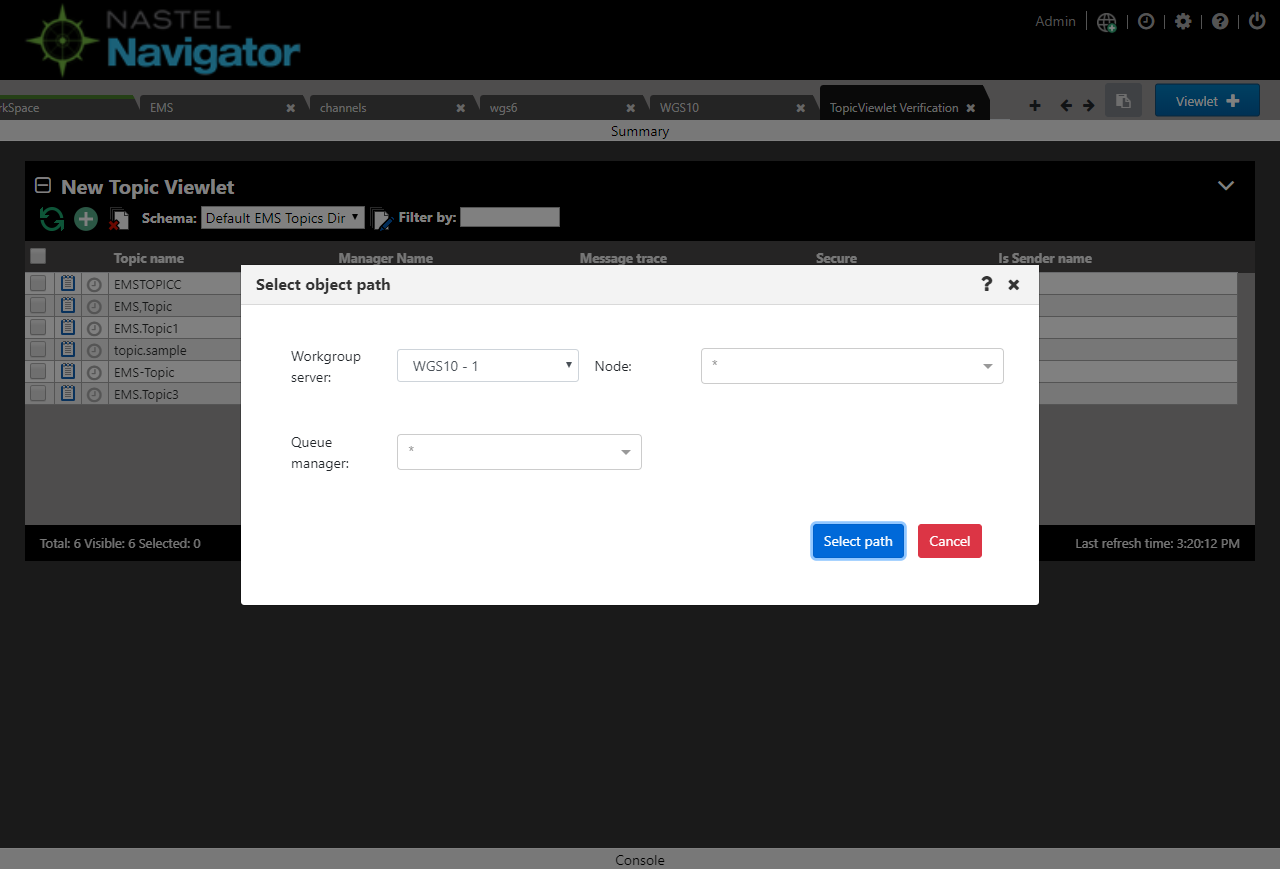 NASTEL
Navigator
Admin
rkSpace
EMS
channels
wgs6
WGS10
TopicViewlet Verification
Viewlet
Summary
New Topic Viewlet
Schema: Default EMS Topics Dir Filter by:
Topic name Manager Name Message trace Secure Is Sender name
EMSTOPICC
EMS,Topic
EMS.Topic1
topic.sample
EMS-Topic
EMS.Topic3
Select object path
?
Workgroup
server:
WGS10 - 1
Node:
*
Queue
manager:
*
Select path
Cancel
Total: 6 Visible: 6 Selected: 0
Last refresh time: 3:20:12 PM
Console